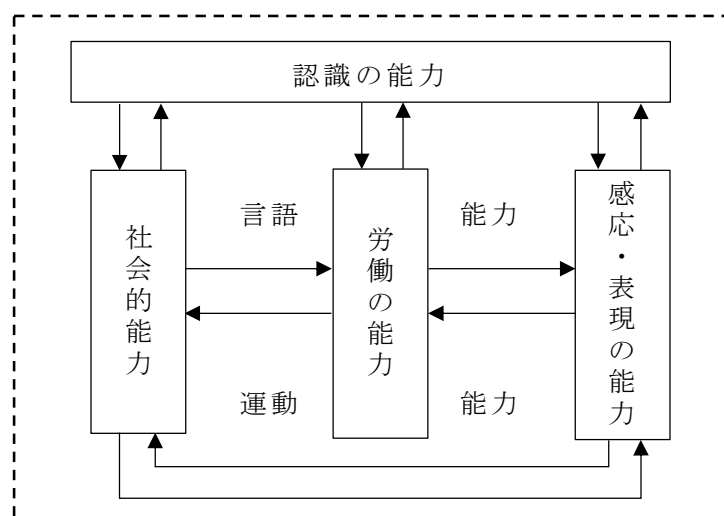 認識の能力
社会的能力
言語
労働の能力
能力
感応・表現の能力
運動
能力